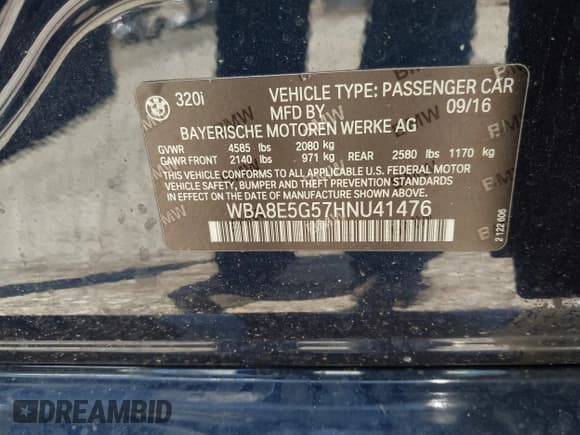 320i VEHICLE TYPE: PASSENGER CAR
MFD BY 09/16
BAYERISCHE MOTOREN WERKE AG
GVWR 4585 lbs 2080 kg
GAWR FRONT 2140 lbs 971 kg REAR 2580 lbs 1170 kg
THIS VEHICLE CONFORMS TO ALL APPLICABLE U.S. FEDERAL MOTOR
VEHICLE SAFETY, BUMPER AND THEFT PREVENTION STANDARDS
IN EFFECT ON THE DATE OF MANUFACTURE SHOWN ABOVE.
WBA8E5G57HNU41476
2 122 606
DREAMBID